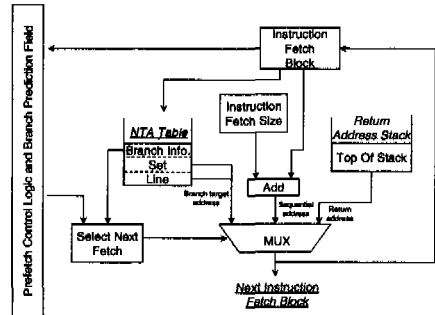 Prefetch Control Logic and Branch Prediction Field
Instruction
Fetch
Block
NTA Table
Branch Info.
Set
Line
Instruction
Fetch Size
Return
Address Stack
Top Of Stack
Add
Branch target
address
Sequential
address
Return
address
Select Next
Fetch
MUX
Next Instruction
Fetch Block